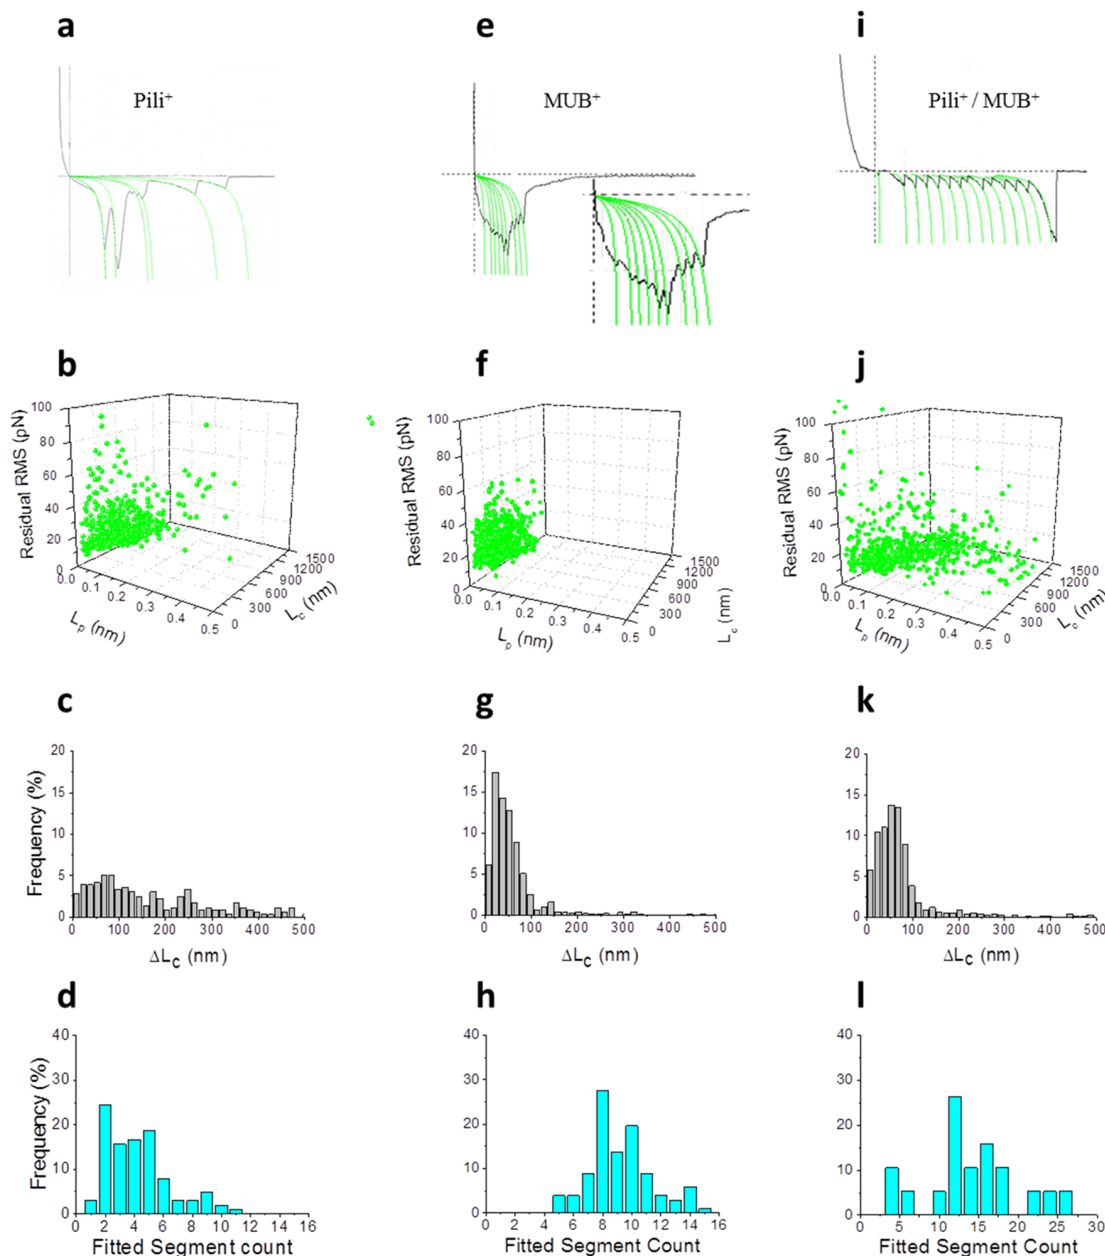 a
e
i
Pili⁺
MUB⁺
Pili⁺ / MUB⁺
b
f
j
Residual RMS (pN)
100
80
60
40
20
0
0.0
0.1
0.2
0.3
0.4
0.5
Lp (nm)
0
300
600
900
1200
1500
Lc (nm)
Residual RMS (pN)
100
80
60
40
20
0
0.0
0.1
0.2
0.3
0.4
0.5
Lp (nm)
0
300
600
900
1200
1500
Lc (nm)
Residual RMS (pN)
100
80
60
40
20
0
0.0
0.1
0.2
0.3
0.4
0.5
Lp (nm)
0
300
600
900
1200
1500
Lc (nm)
c
g
k
Frequency (%)
20
15
10
5
0
0 100 200 300 400 500
ΔLC (nm)
20
15
10
5
0
0 100 200 300 400 500
ΔLC (nm)
20
15
10
5
0
0 100 200 300 400 500
ΔLC (nm)
d
h
l
Frequency (%)
40
30
20
10
0
0 2 4 6 8 10 12 14 16
Fitted Segment count
40
30
20
10
0
0 2 4 6 8 10 12 14 16
Fitted Segment Count
40
30
20
10
0
0 5 10 15 20 25 30
Fitted Segment Count